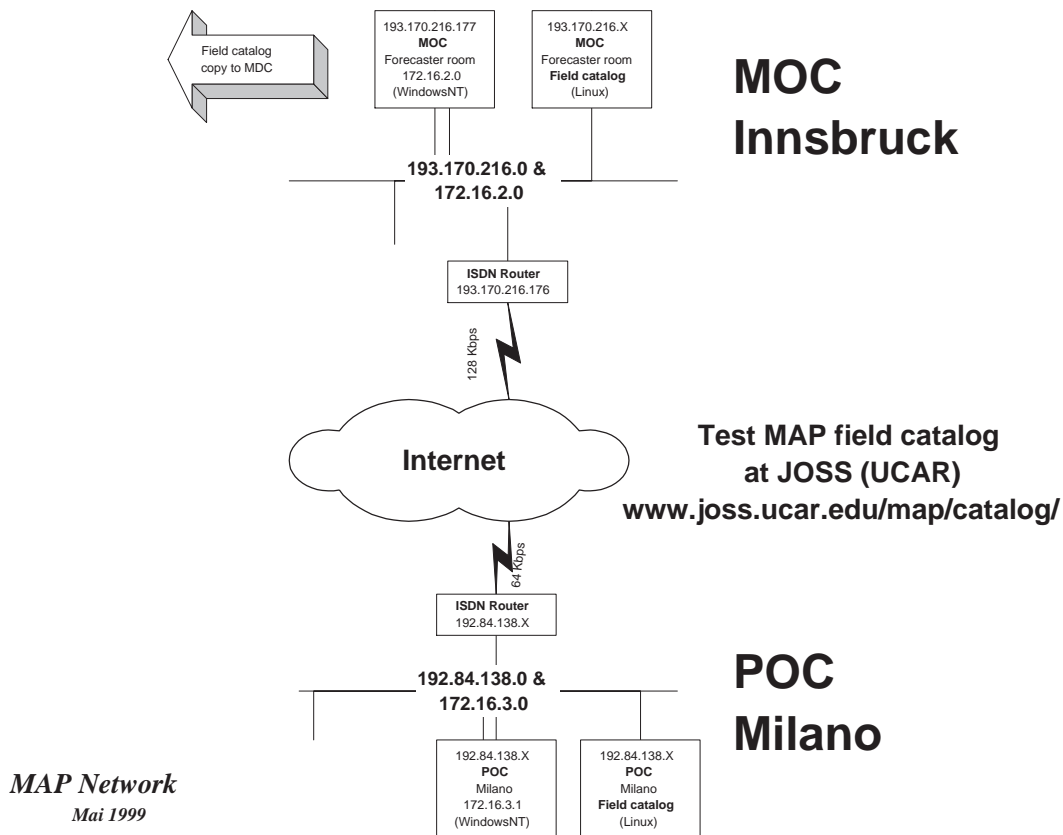 Field catalog
copy to MDC
193.170.216.177
MOC
Forecaster room
172.16.2.0
(WindowsNT)
193.170.216.X
MOC
Forecaster room
Field catalog
(Linux)
MOC
Innsbruck
193.170.216.0 &
172.16.2.0
ISDN Router
193.170.216.176
128 Kbps
Internet
Test MAP field catalog
at JOSS (UCAR)
www.joss.ucar.edu/map/catalog/
64 Kbps
ISDN Router
192.84.138.X
192.84.138.0 &
172.16.3.0
POC
Milano
192.84.138.X
POC
Milano
172.16.3.1
(WindowsNT)
192.84.138.X
POC
Milano
Field catalog
(Linux)
MAP Network
Mai 1999